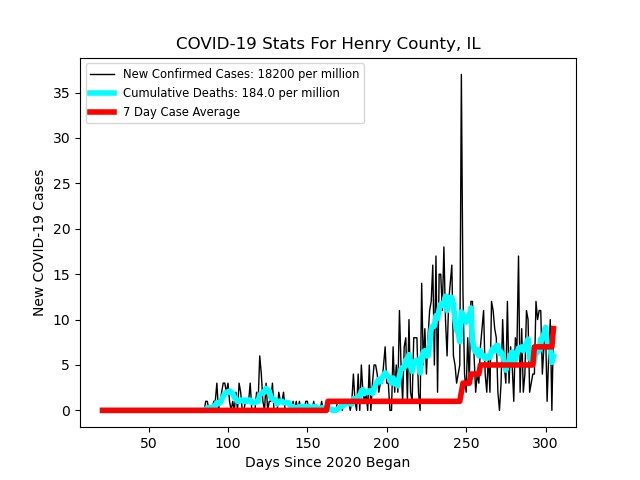 COVID-19 Stats For Henry County, IL
New Confirmed Cases: 18200 per million
Cumulative Deaths: 184.0 per million
7 Day Case Average
New COVID-19 Cases
35
30
25
20
15
10
5
0
50 100 150 200 250 300
Days Since 2020 Began